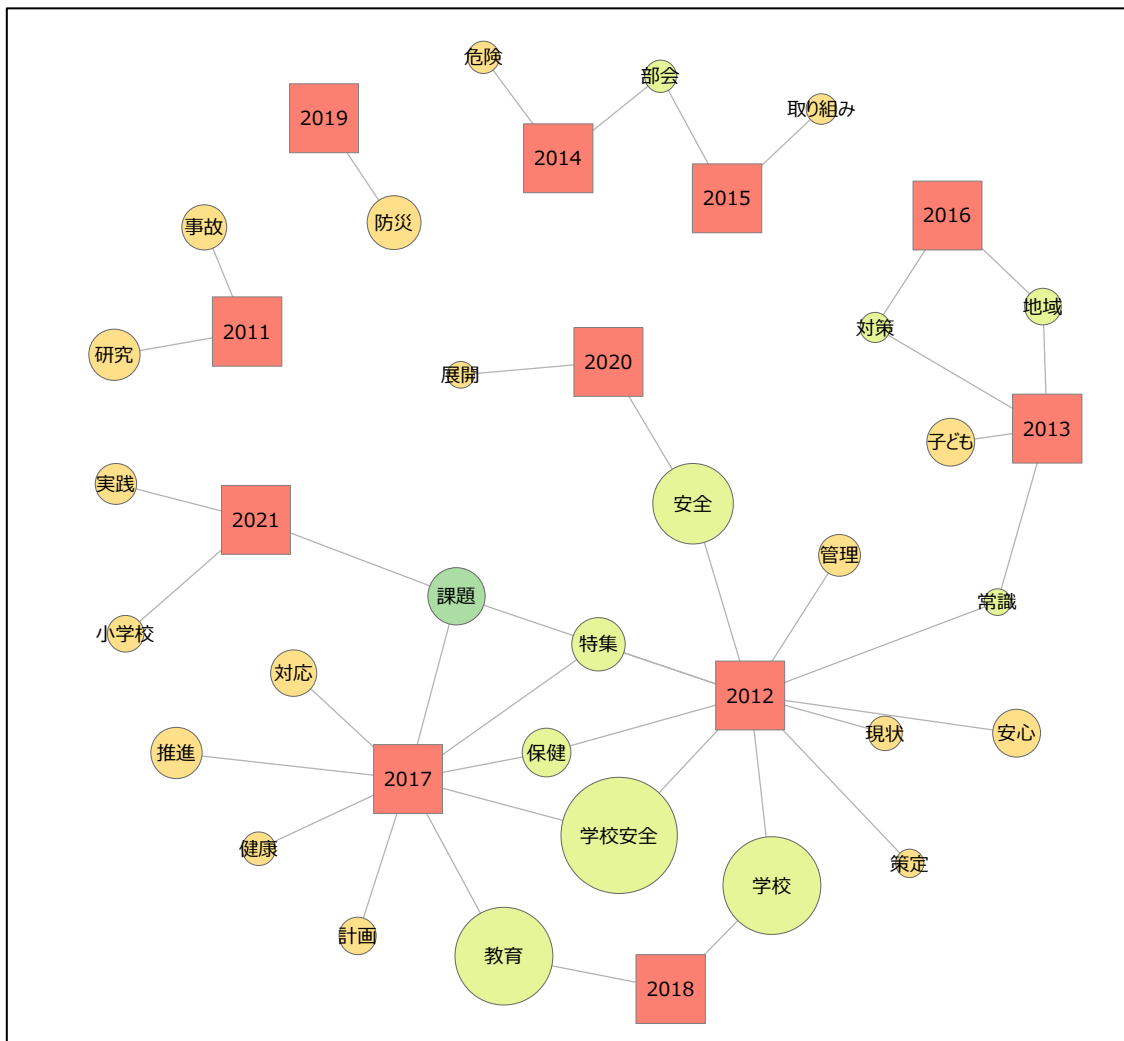 危険
部会
取り組み
2019
2014
2015
2016
事故
防災
地域
対策
2011
研究
展開
2020
2013
子ども
実践
2021
安全
管理
課題
常識
小学校
特集
対応
2012
現状
安心
推進
保健
2017
学校安全
健康
策定
学校
計画
教育
2018